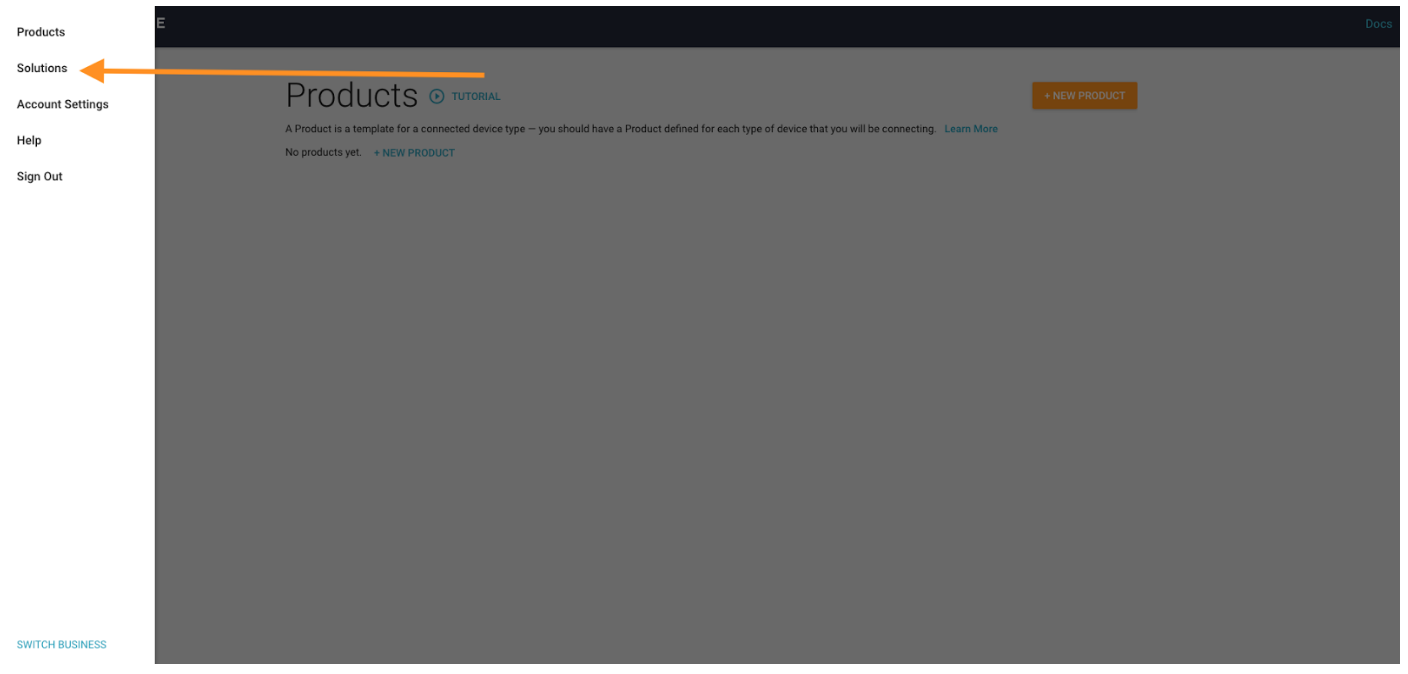 Products
Solutions
Account Settings
Help
Sign Out
SWITCH BUSINESS
E
Docs
Products TUTORIAL
+ NEW PRODUCT
A Product is a template for a connected device type — you should have a Product defined for each type of device that you will be connecting. Learn More
No products yet. + NEW PRODUCT